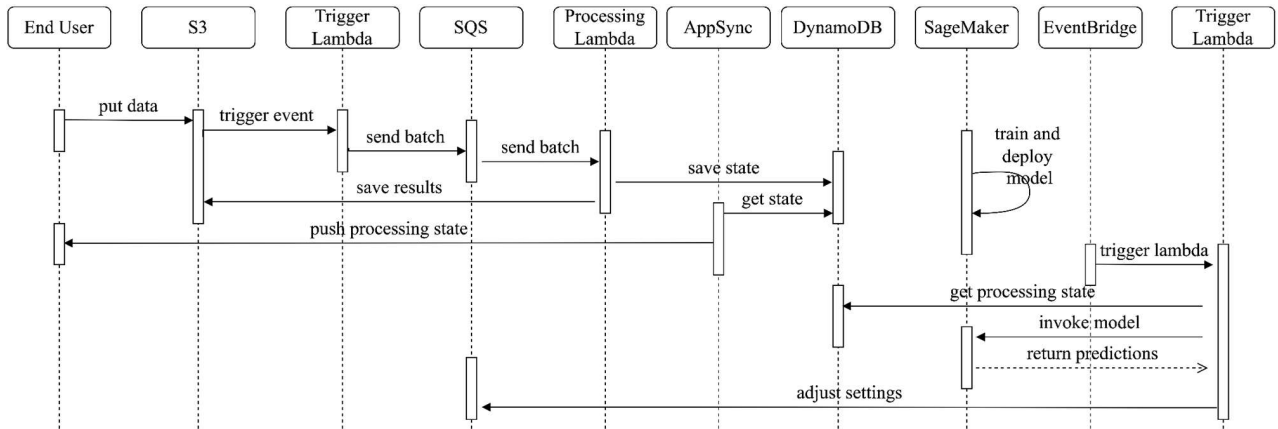 End User
S3
Trigger
Lambda
SQS
Processing
Lambda
AppSync
DynamoDB
SageMaker
EventBridge
Trigger
Lambda
put data
trigger event
send batch
send batch
save state
save results
get state
push processing state
train and
deploy
model
trigger lambda
get processing state
invoke model
return predictions
adjust settings